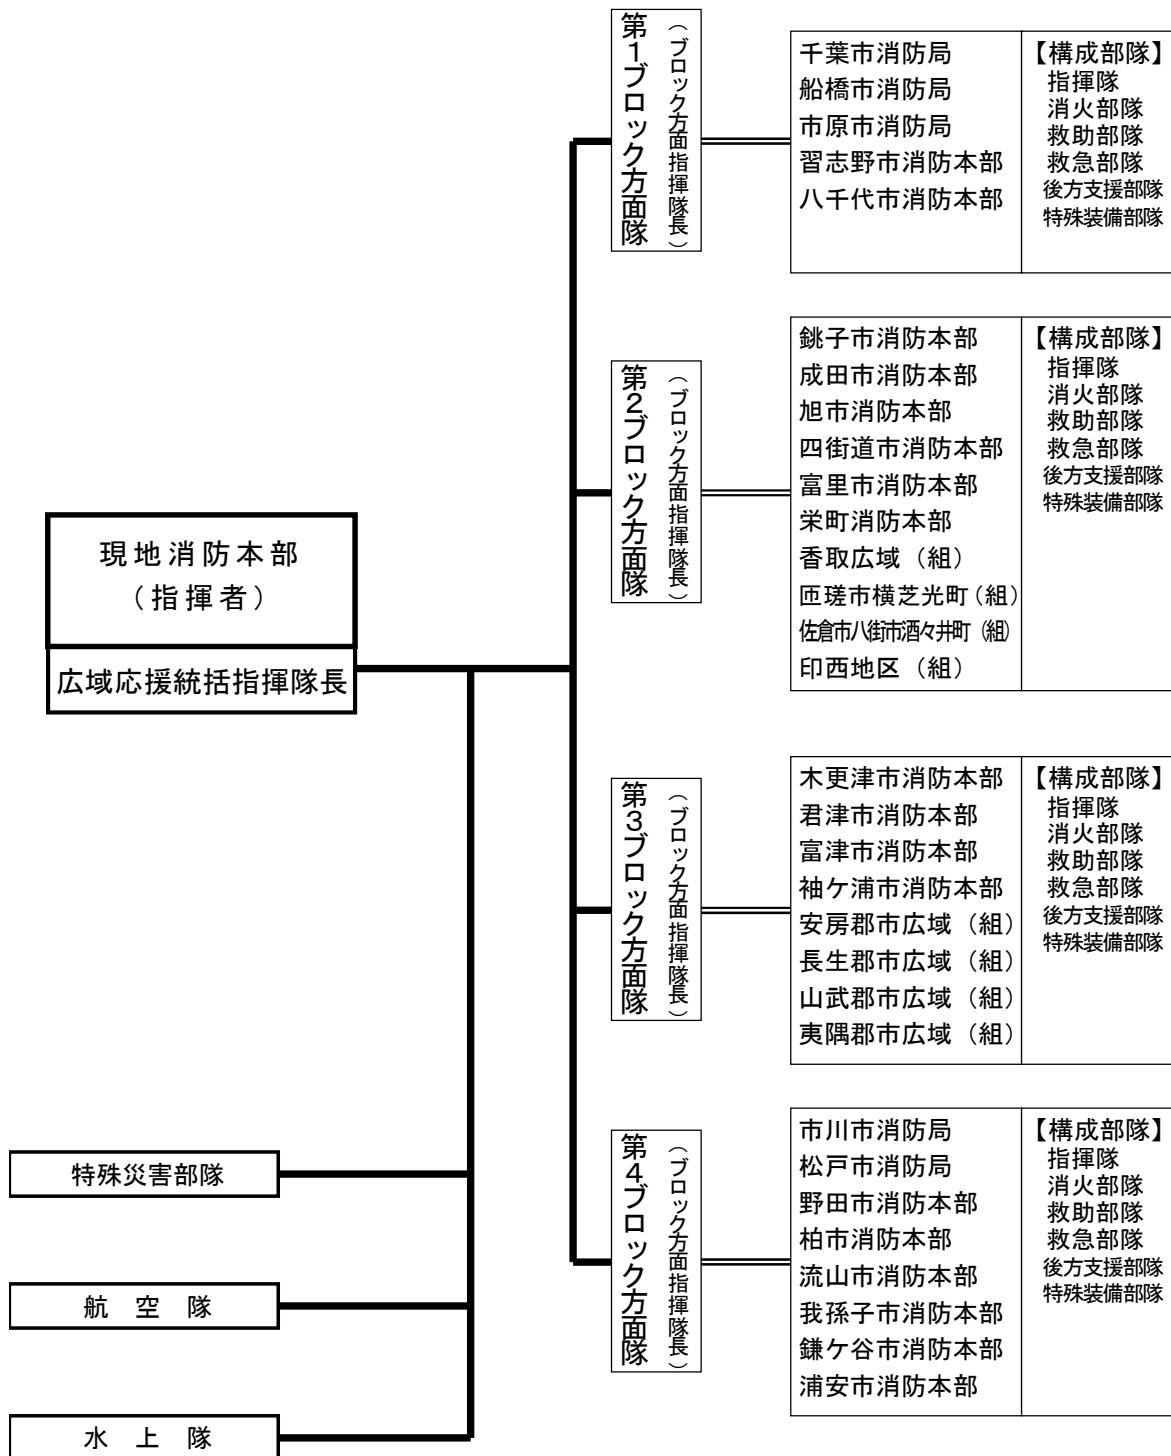 現地消防本部
（指揮者）
広域応援統括指揮隊長
特殊災害部隊
航空隊
水上隊
第1ブロック方面隊
（ブロック方面指揮隊長）
千葉市消防局
船橋市消防局
市原市消防局
習志野市消防本部
八千代市消防本部
【構成部隊】
指揮隊
消火部隊
救助部隊
救急部隊
後方支援部隊
特殊装備部隊
第2ブロック方面隊
（ブロック方面指揮隊長）
銚子市消防本部
成田市消防本部
旭市消防本部
四街道市消防本部
富里市消防本部
栄町消防本部
香取広域（組）
匝瑳市横芝光町（組）
佐倉市八街市酒々井町（組）
印西地区（組）
【構成部隊】
指揮隊
消火部隊
救助部隊
救急部隊
後方支援部隊
特殊装備部隊
第3ブロック方面隊
（ブロック方面指揮隊長）
木更津市消防本部
君津市消防本部
富津市消防本部
袖ケ浦市消防本部
安房郡市広域（組）
長生郡市広域（組）
山武郡市広域（組）
夷隅郡市広域（組）
【構成部隊】
指揮隊
消火部隊
救助部隊
救急部隊
後方支援部隊
特殊装備部隊
第4ブロック方面隊
（ブロック方面指揮隊長）
市川市消防局
松戸市消防局
野田市消防本部
柏市消防本部
流山市消防本部
我孫子市消防本部
鎌ケ谷市消防本部
浦安市消防本部
【構成部隊】
指揮隊
消火部隊
救助部隊
救急部隊
後方支援部隊
特殊装備部隊